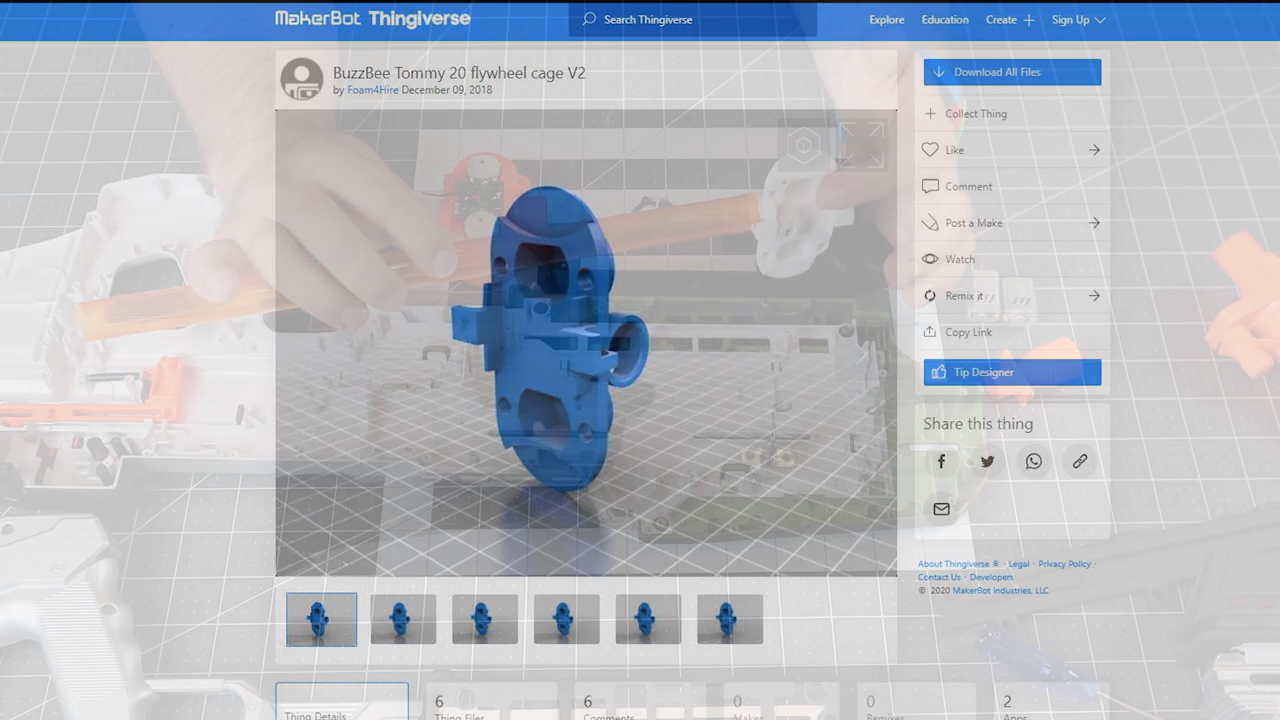 MakerBot Thingiverse
Search Thingiverse
Explore
Education
Create
Sign Up
BuzzBee Tommy 20 flywheel cage V2
by Foam4Hire December 09, 2018
Download All Files
Collect Thing
Like
Comment
Post a Make
Watch
Remix it
Copy Link
Tip Designer
Share this thing
About Thingiverse ® · Legal · Privacy Policy ·
Contact Us · Developers
© 2020 MakerBot Industries, LLC
Thing Details
6
Thing Files
6
Comments
0
Makes
0
Remixes
2
Apps